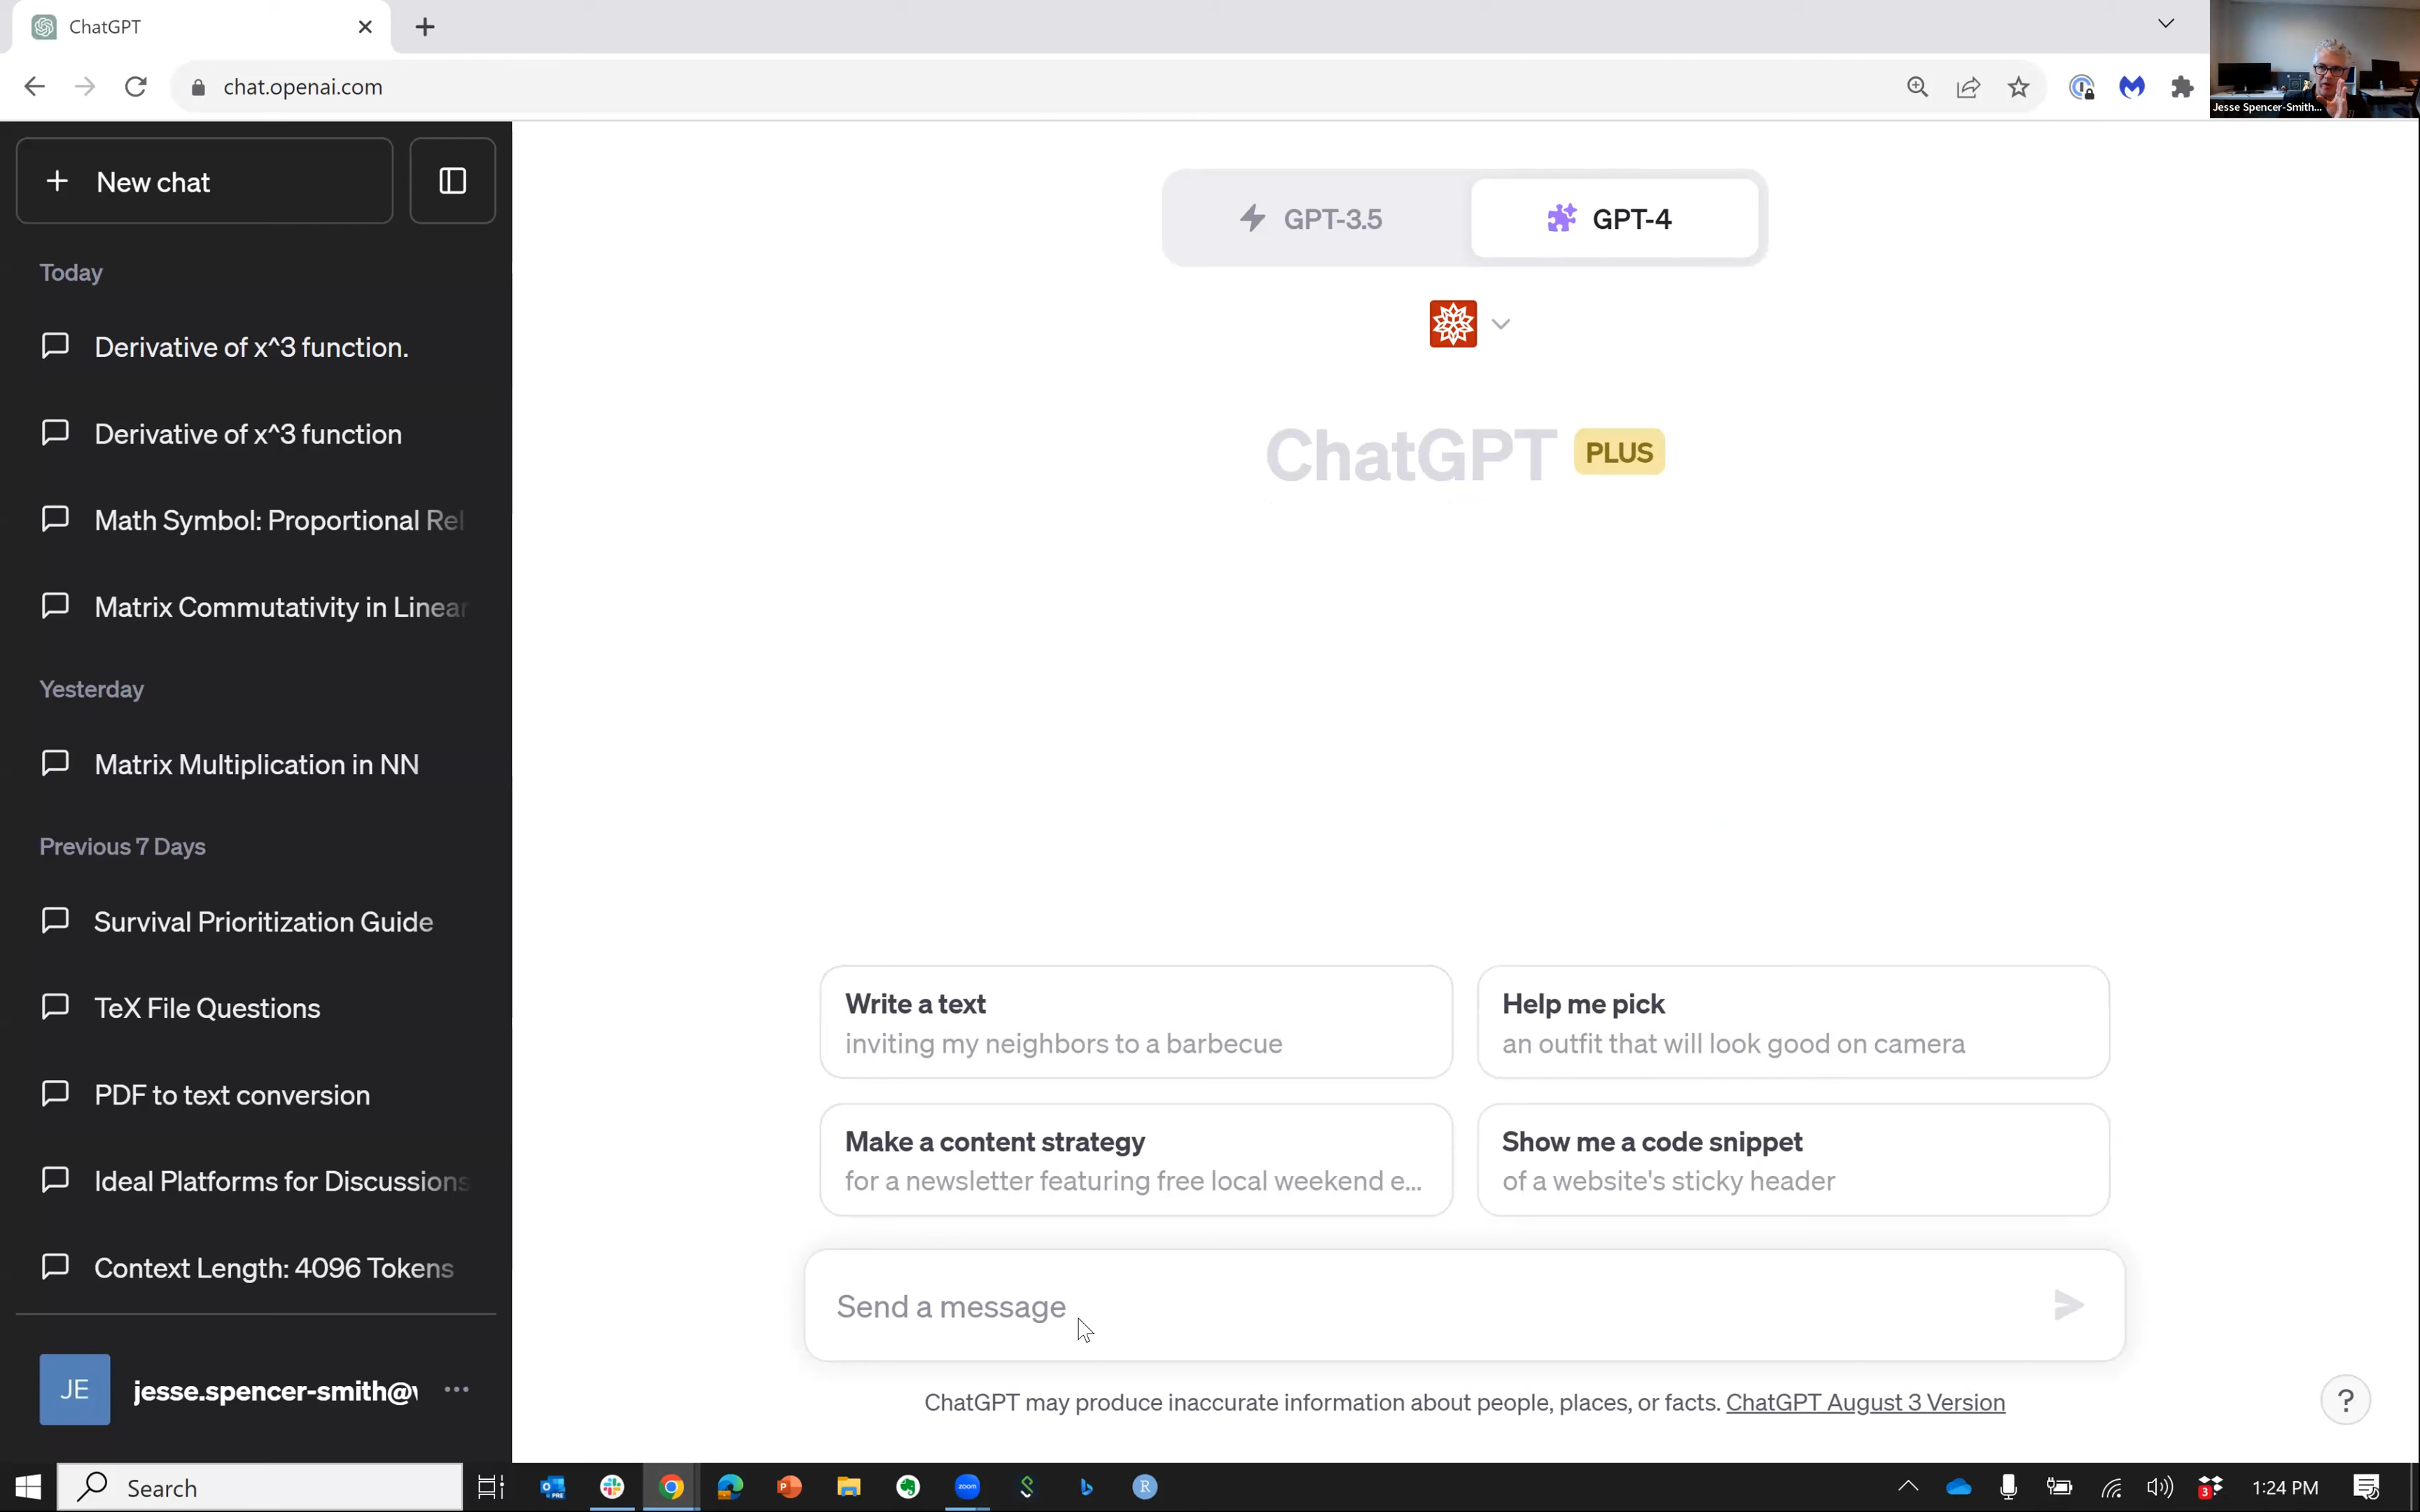 ChatGPT
chat.openai.com
Jesse Spencer-Smith...
New chat
Today
Derivative of x^3 function.
Derivative of x^3 function
Math Symbol: Proportional Rel
Matrix Commutativity in Linear
Yesterday
Matrix Multiplication in NN
Previous 7 Days
Survival Prioritization Guide
TeX File Questions
PDF to text conversion
Ideal Platforms for Discussions
Context Length: 4096 Tokens
JE jesse.spencer-smith@v
GPT-3.5 GPT-4
ChatGPT PLUS
Write a text
inviting my neighbors to a barbecue
Help me pick
an outfit that will look good on camera
Make a content strategy
for a newsletter featuring free local weekend e...
Show me a code snippet
of a website's sticky header
Send a message
ChatGPT may produce inaccurate information about people, places, or facts. ChatGPT August 3 Version
?
Search
zoom
3
1:24 PM